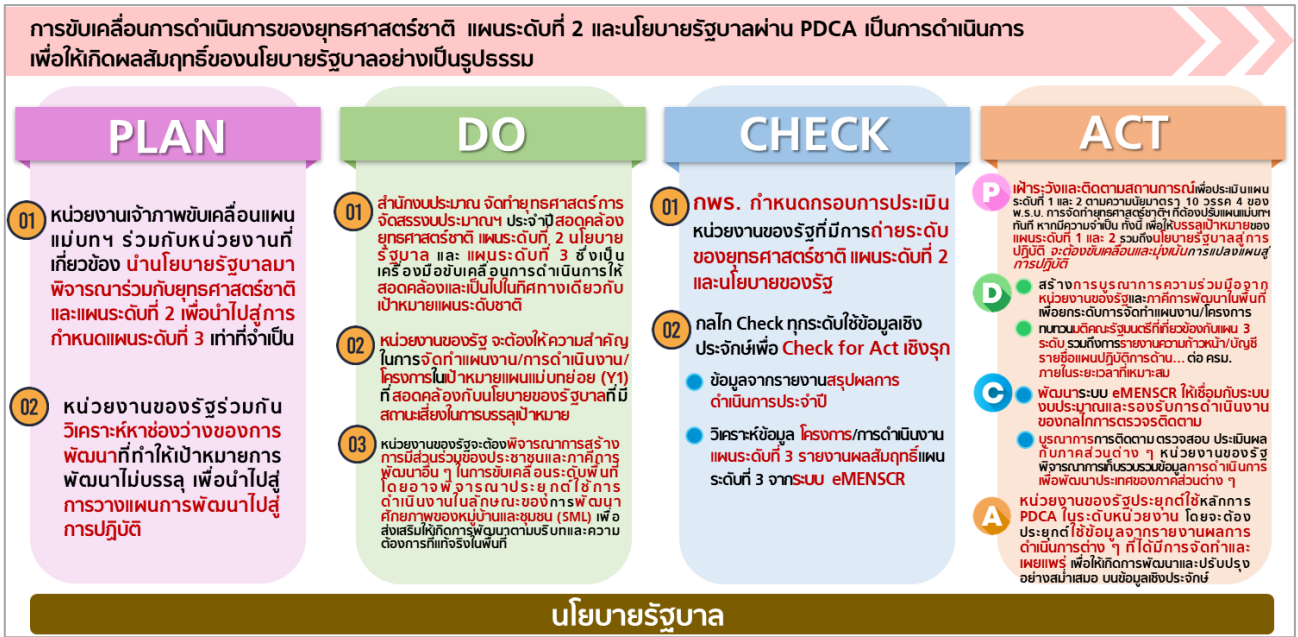 การขับเคลื่อนการดำเนินการของยุทธศาสตร์ชาติ แผนระดับที่ 2 และนโยบายรัฐบาลผ่าน PDCA เป็นการดำเนินการ
เพื่อให้เกิดผลสัมฤทธิ์ของนโยบายรัฐบาลอย่างเป็นรูปธรรม
PLAN
01
หน่วยงานเจ้าภาพขับเคลื่อนแผน
แม่บทฯ ร่วมกับหน่วยงานที่
เกี่ยวข้อง นำนโยบายรัฐบาลมา
พิจารณาร่วมกับยุทธศาสตร์ชาติ
และแผนระดับที่ 2 เพื่อนำไปสู่การ
กำหนดแผนระดับที่ 3 เท่าที่จำเป็น
02
หน่วยงานของรัฐร่วมกัน
วิเคราะห์หาช่องว่างของการ
พัฒนาที่ทำให้เป้าหมายการ
พัฒนาไม่บรรลุ เพื่อนำไปสู่
การวางแผนการพัฒนาไปสู่
การปฏิบัติ
DO
01
สำนักงบประมาณ จัดทำยุทธศาสตร์การ
จัดสรรงบประมาณฯ ประจำปีสอดคล้อง
ยุทธศาสตร์ชาติ แผนระดับที่ 2 นโยบาย
รัฐบาล และ แผนระดับที่ 3 ซึ่งเป็น
เครื่องมือขับเคลื่อนการดำเนินการให้
สอดคล้องและเป็นไปในทิศทางเดียวกับ
เป้าหมายแผนระดับชาติ
02
หน่วยงานของรัฐ จะต้องให้ความสำคัญ
ในการจัดทำแผนงาน/การดำเนินงาน/
โครงการในเป้าหมายแผนแม่บทย่อย (Y1)
ที่สอดคล้องกับนโยบายของรัฐบาลที่มี
สถานะเสี่ยงในการบรรลุเป้าหมาย
03
หน่วยงานของรัฐจะต้องพิจารณาการสร้าง
การมีส่วนร่วมของประชาชนและภาคีการ
พัฒนาอื่น ๆ ในการขับเคลื่อนระดับพื้นที่
โดยอาจพิจารณาประยุกต์ใช้การ
ดำเนินงานในลักษณะของการพัฒนา
ศักยภาพของหมู่บ้านและชุมชน (SML) เพื่อ
ส่งเสริมให้เกิดการพัฒนาตามบริบทและความ
ต้องการที่แท้จริงในพื้นที่
CHECK
01
กพร. กำหนดกรอบการประเมิน
หน่วยงานของรัฐที่มีการถ่ายระดับ
ของยุทธศาสตร์ชาติ แผนระดับที่ 2
และนโยบายของรัฐ
02
กลไก Check ทุกระดับใช้ข้อมูลเชิง
ประจักษ์เพื่อ Check for Act เชิงรุก
ข้อมูลจากรายงานสรุปผลการ
ดำเนินการประจำปี
วิเคราะห์ข้อมูล โครงการ/การดำเนินงาน
แผนระดับที่ 3 รายงานผลสัมฤทธิ์แผน
ระดับที่ 3 จากระบบ eMENSCR
ACT
P
เฝ้าระวังและติดตามสถานการณ์เพื่อประเมินแผน
ระดับที่ 1 และ 2 ตามความนัยมาตรา 10 วรรค 4 ของ
พ.ร.บ. การจัดทำยุทธศาสตร์ชาติฯ ที่ต้องปรับแผนแม่บทฯ
ทันที หากมีความจำเป็น ทั้งนี้ เพื่อให้บรรลุเป้าหมายของ
แผนระดับที่ 1 และ 2 รวมถึงนโยบายรัฐบาลสู่การ
ปฏิบัติ จะต้องขับเคลื่อนและมุ่งเน้นการแปลงแผนสู่
การปฏิบัติ
D
สร้างการบูรณาการความร่วมมือจาก
หน่วยงานของรัฐและภาคีการพัฒนาในพื้นที่
เพื่อยกระดับการจัดทำแผนงาน/โครงการ
ทบทวนมติคณะรัฐมนตรีที่เกี่ยวข้องกับแผน 3
ระดับ รวมถึงการรายงานความก้าวหน้า/บัญชี
รายชื่อแผนปฏิบัติการด้าน... ต่อ ครม.
ภายในระยะเวลาที่เหมาะสม
C
พัฒนาระบบ eMENSCR ให้เชื่อมกับระบบ
งบประมาณและรองรับการดำเนินงาน
ของกลไกการตรวจรติดตาม
บูรณาการการติดตาม ตรวจสอบ ประเมินผล
กับภาคส่วนต่าง ๆ หน่วยงานของรัฐ
พิจารณาการเก็บรวบรวมข้อมูลการดำเนินการ
เพื่อพัฒนาประเทศของภาคส่วนต่าง ๆ
A
หน่วยงานของรัฐประยุกต์ใช้หลักการ
PDCA ในระดับหน่วยงาน โดยจะต้อง
ประยุกต์ใช้ข้อมูลจากรายงานผลการ
ดำเนินการต่าง ๆ ที่ได้มีการจัดทำและ
เผยแพร่ เพื่อให้เกิดการพัฒนาและปรับปรุง
อย่างสม่ำเสมอ บนข้อมูลเชิงประจักษ์
นโยบายรัฐบาล